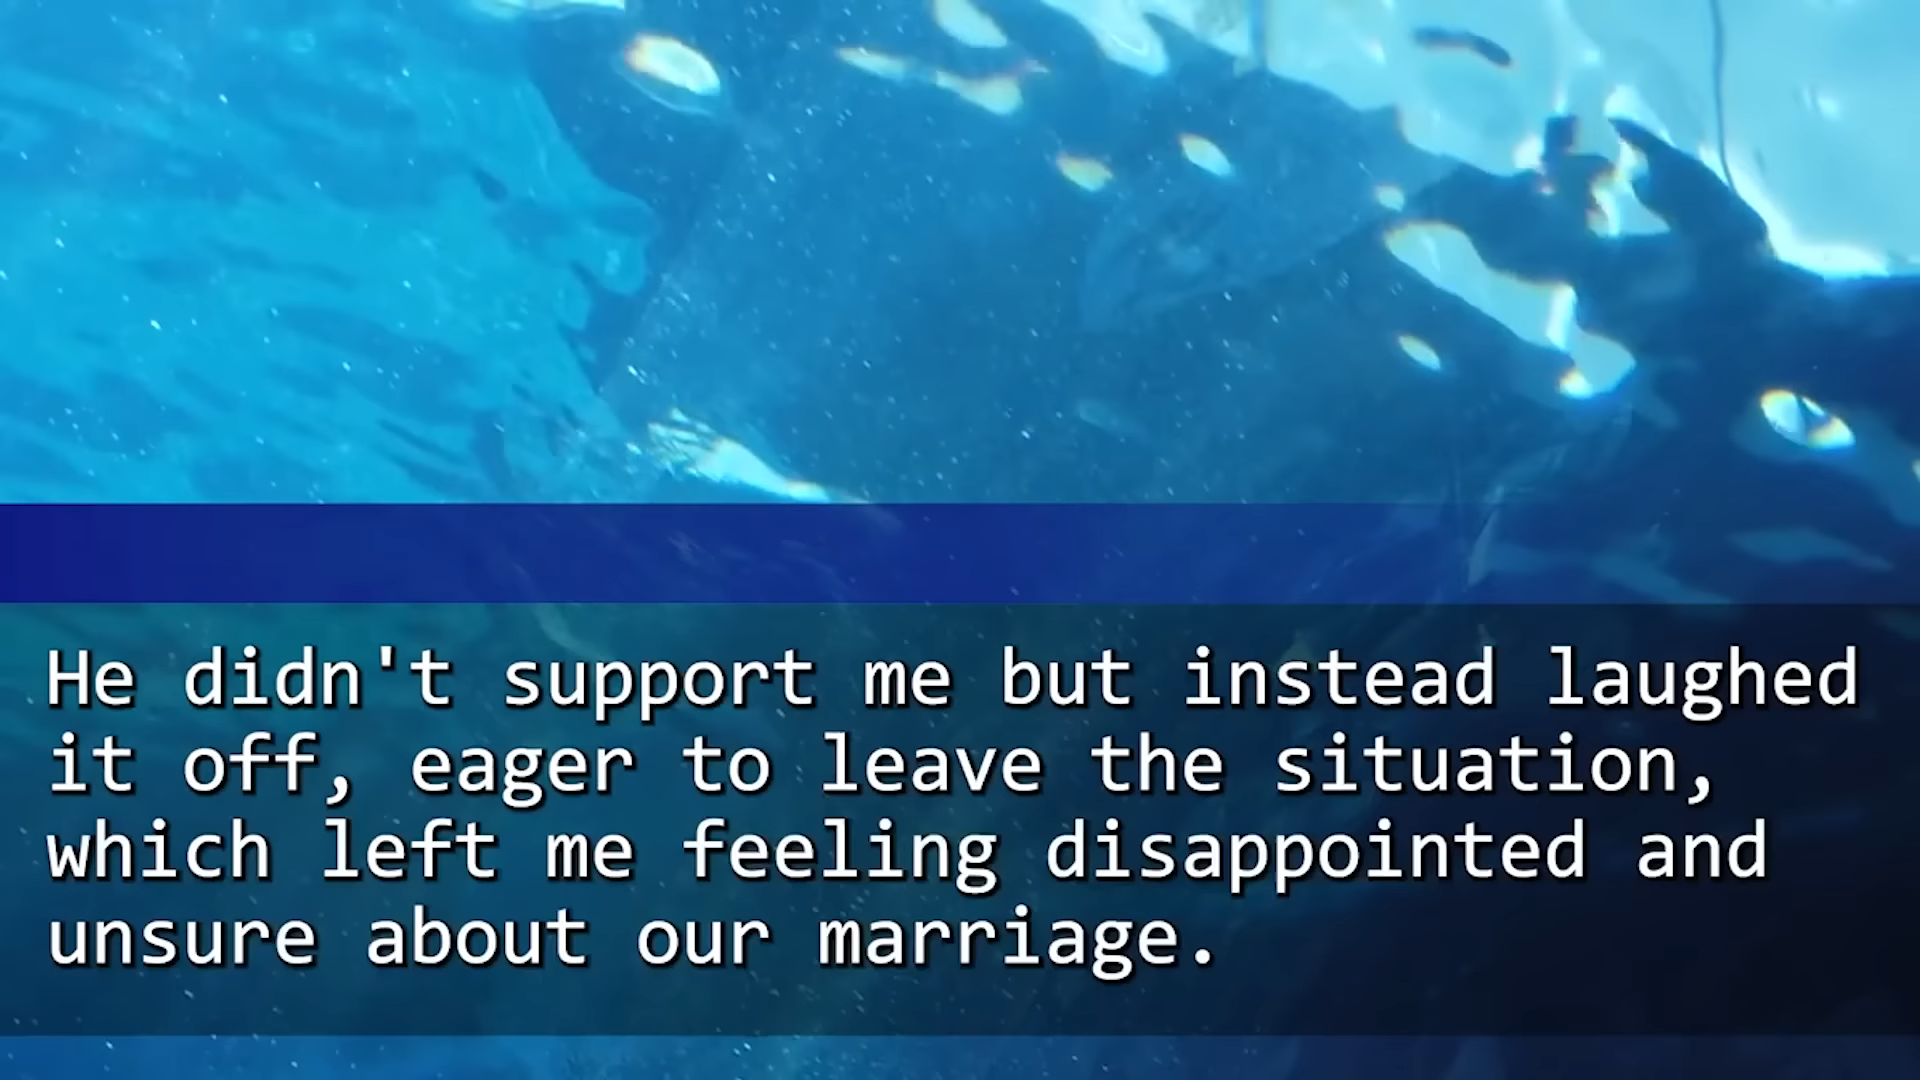 He didn't support me but instead laughed
it off, eager to leave the situation,
which left me feeling disappointed and
unsure about our marriage.